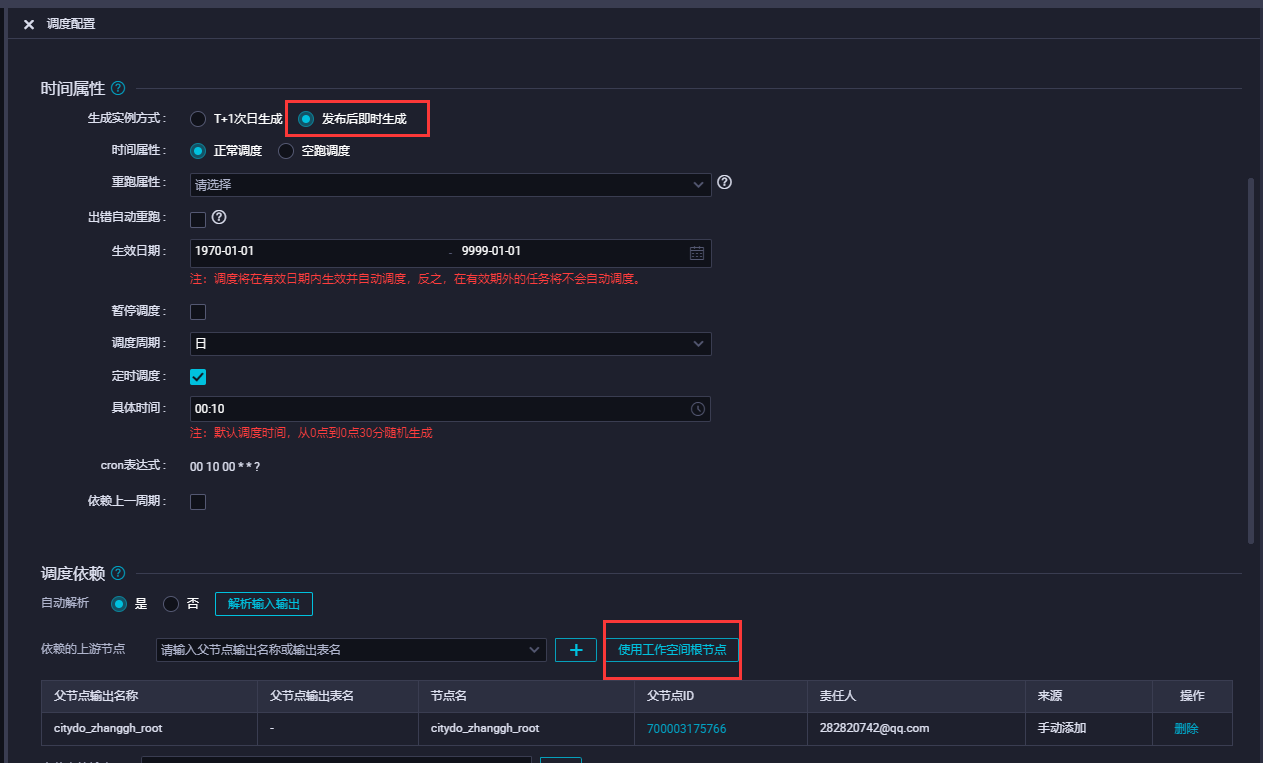 调度配置
时间属性 ?
生成实例方式： T+1次日生成 发布后即时生成
时间属性： 正常调度 空跑调度
重跑属性： 请选择 ?
出错自动重跑： ?
生效日期： 1970-01-01 - 9999-01-01
注：调度将在有效日期内生效并自动调度，反之，在有效期外的任务将不会自动调度。
暂停调度：
调度周期： 日
定时调度：
具体时间： 00:10
注：默认调度时间，从0点到0点30分随机生成
cron表达式： 00 10 00 * * ?
依赖上一周期：
调度依赖 ?
自动解析 是 否 解析输入输出
依赖的上游节点 请输入父节点输出名称或输出表名 + 使用工作空间根节点
父节点输出名称 父节点输出表名 节点名 父节点ID 责任人 来源 操作
citydo_zhanggh_root - citydo_zhanggh_root 700003175766 282820742@qq.com 手动添加 删除